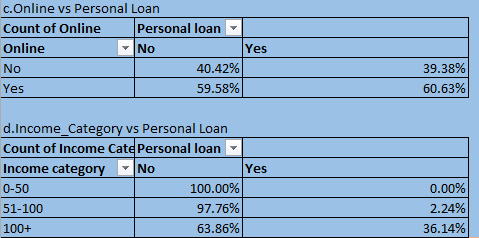 c.Online vs Personal Loan
Count of Online Personal loan
Online No Yes
No 40.42% 39.38%
Yes 59.58% 60.63%
d.Income_Category vs Personal Loan
Count of Income Cate Personal loan
Income category No Yes
0-50 100.00% 0.00%
51-100 97.76% 2.24%
100+ 63.86% 36.14%